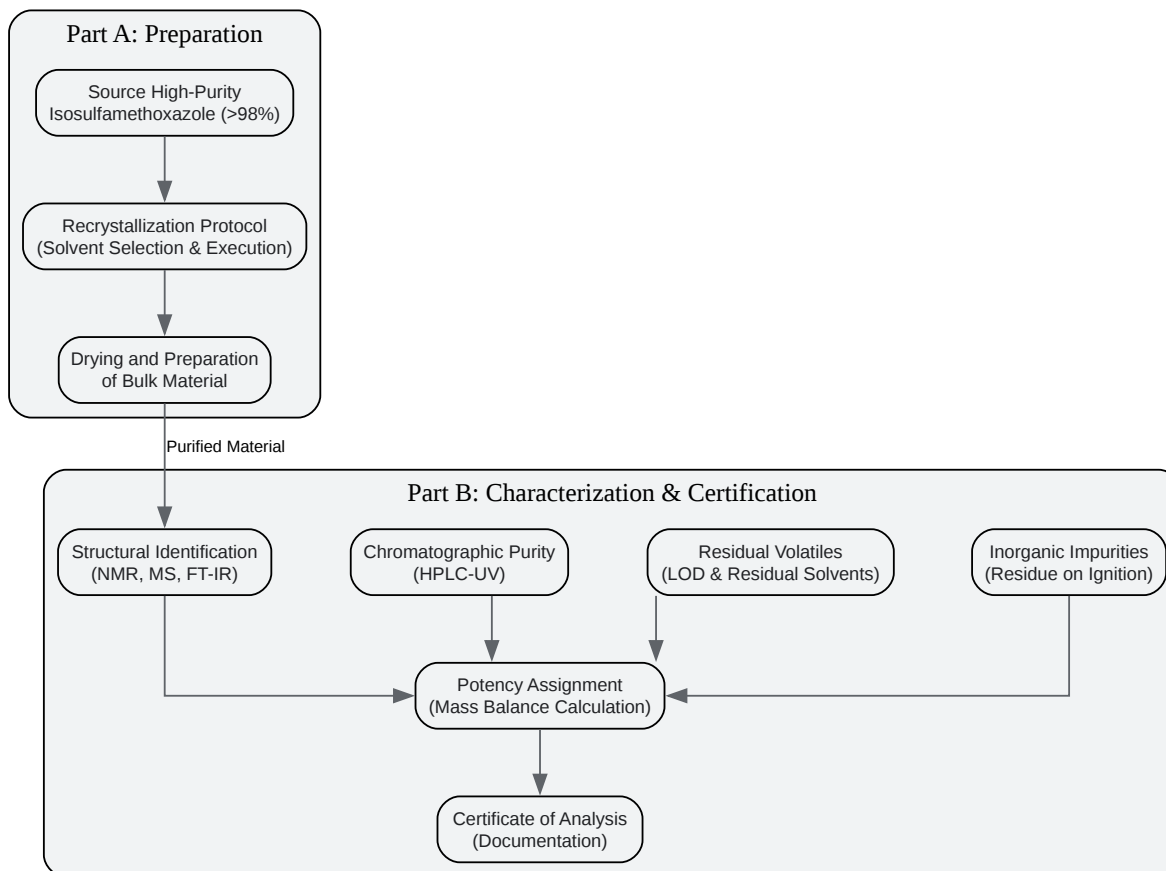 Part A: Preparation
Source High-Purity
Isosulfamethoxazole (>98%)
Recrystallization Protocol
(Solvent Selection & Execution)
Drying and Preparation
of Bulk Material
Purified Material
Part B: Characterization & Certification
Structural Identification
(NMR, MS, FT-IR)
Chromatographic Purity
(HPLC-UV)
Residual Volatiles
(LOD & Residual Solvents)
Inorganic Impurities
(Residue on Ignition)
Potency Assignment
(Mass Balance Calculation)
Certificate of Analysis
(Documentation)